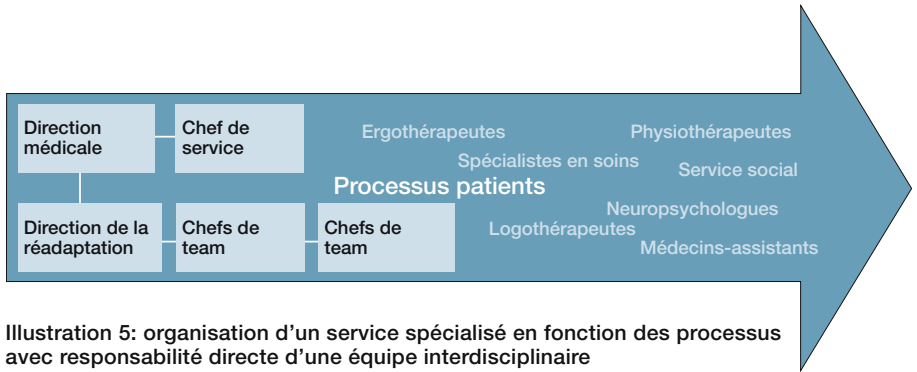 Direction
médicale
Chef de
service
Ergothérapeutes
Physiothérapeutes
Spécialistes en soins
Service social
Processus patients
Direction de la
réadaptation
Chefs de
team
Chefs de
team
Neuropsychologues
Logothérapeutes
Médecins-assistants
Illustration 5: organisation d’un service spécialisé en fonction des processus
avec responsabilité directe d’une équipe interdisciplinaire